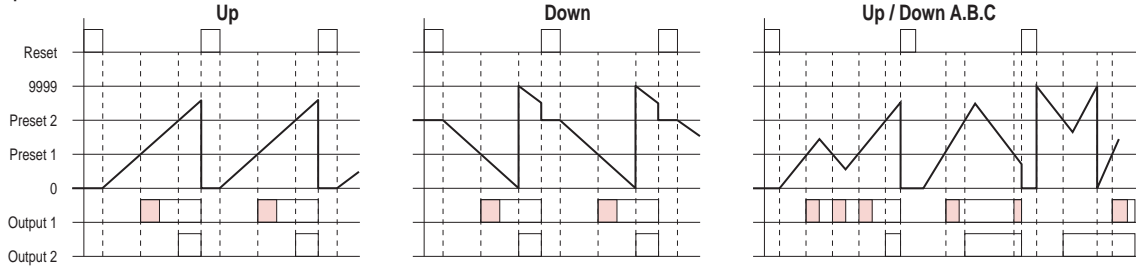 Up
Down
Up / Down A.B.C
Reset
9999
Preset 2
Preset 1
0
Output 1
Output 2